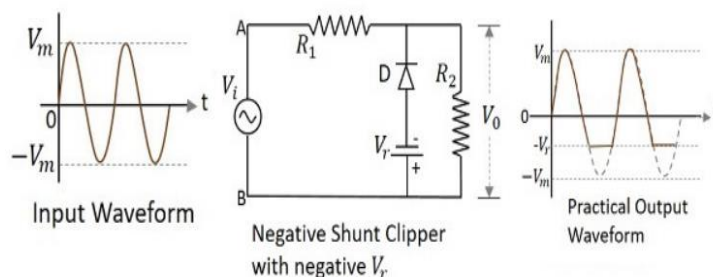 V_m
0
t
-V_m
Input Waveform
A
R_1
V_i
D
R_2
V_r
-
+
V_0
B
Negative Shunt Clipper
with negative V_r
V_m
0
-V_r
-V_m
Practical Output
Waveform